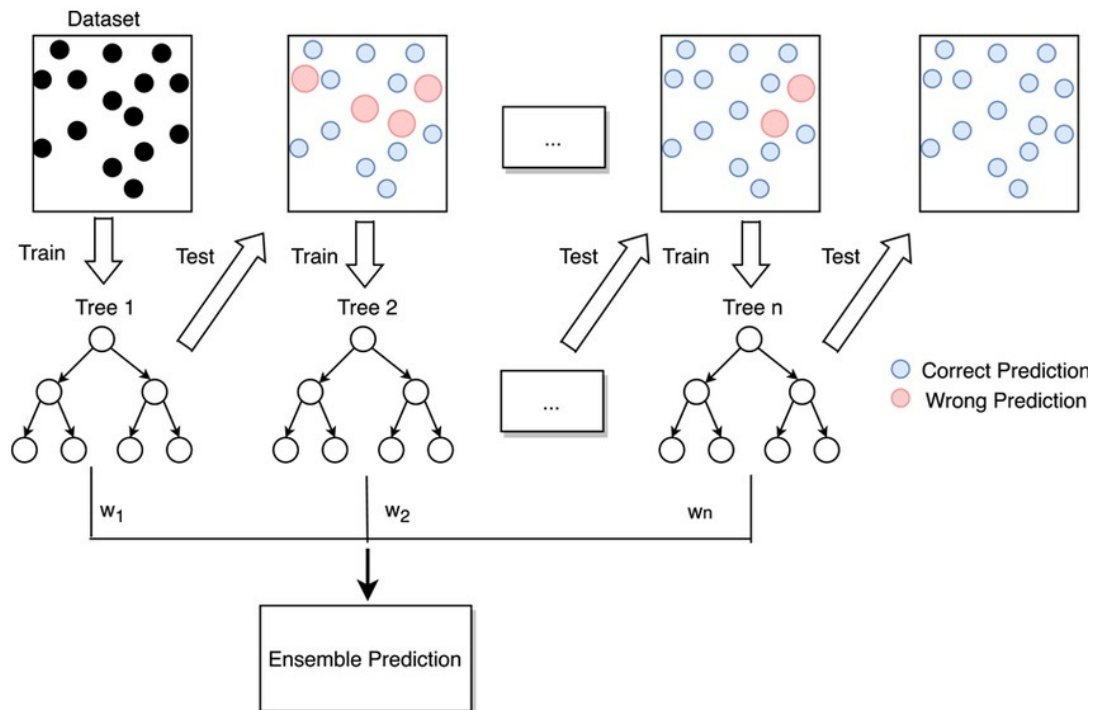 Dataset
...
Train
Test
Train
Test
Train
Test
Tree 1
Tree 2
Tree n
...
Correct Prediction
Wrong Prediction
w1
w2
wn
Ensemble Prediction